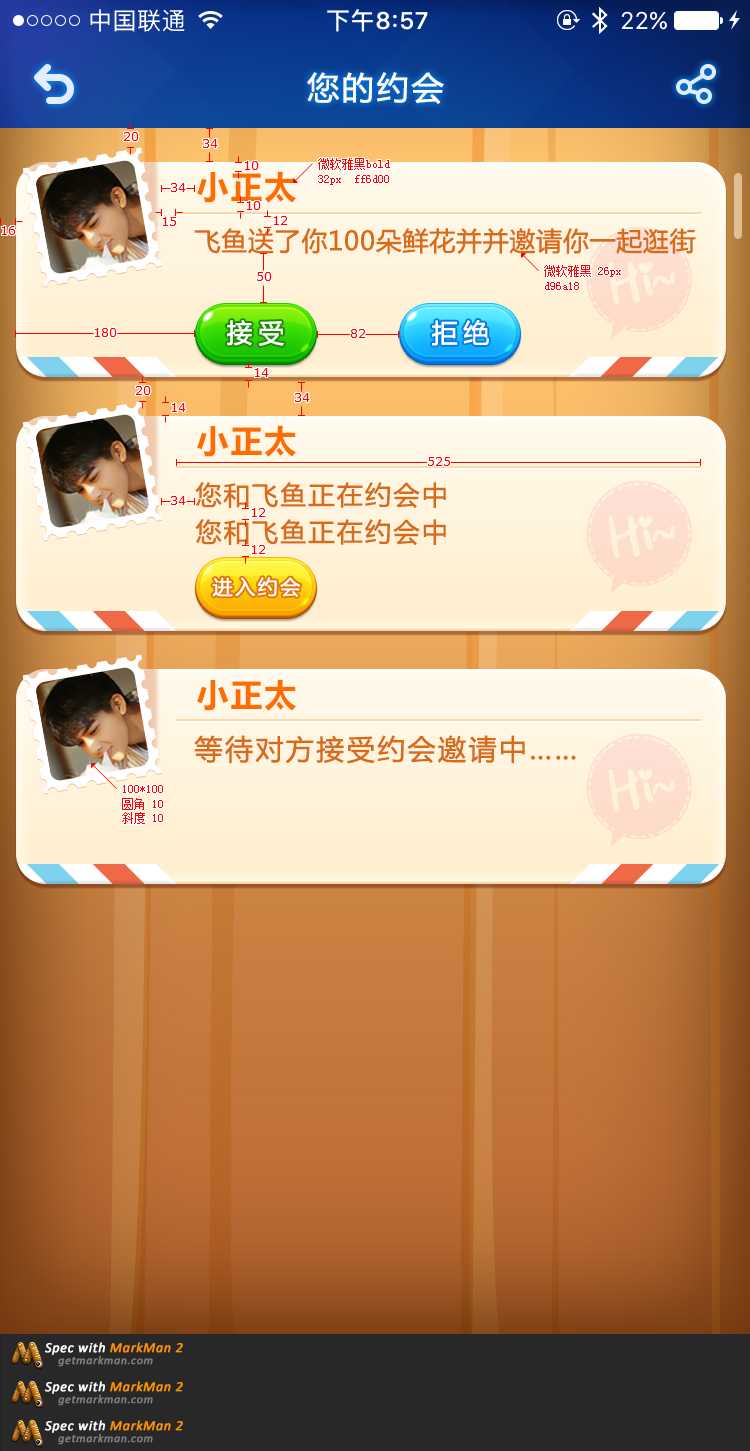 中国联通 下午8:57 22%
您的约会
20
34
10
微软雅黑bold
32px ff6d00
34
小正太
10
15
12
16
飞鱼送了你100朵鲜花并并邀请你一起逛街
微软雅黑 26px
d96a18
50
Hi~
180
接受
82
拒绝
14
20
34
14
小正太
525
34
您和飞鱼正在约会中
12
您和飞鱼正在约会中
Hi~
12
进入约会
小正太
等待对方接受约会邀请中……
Hi~
100*100
圆角 10
斜度 10
Spec with MarkMan 2
getmarkman.com
Spec with MarkMan 2
getmarkman.com
Spec with MarkMan 2
getmarkman.com